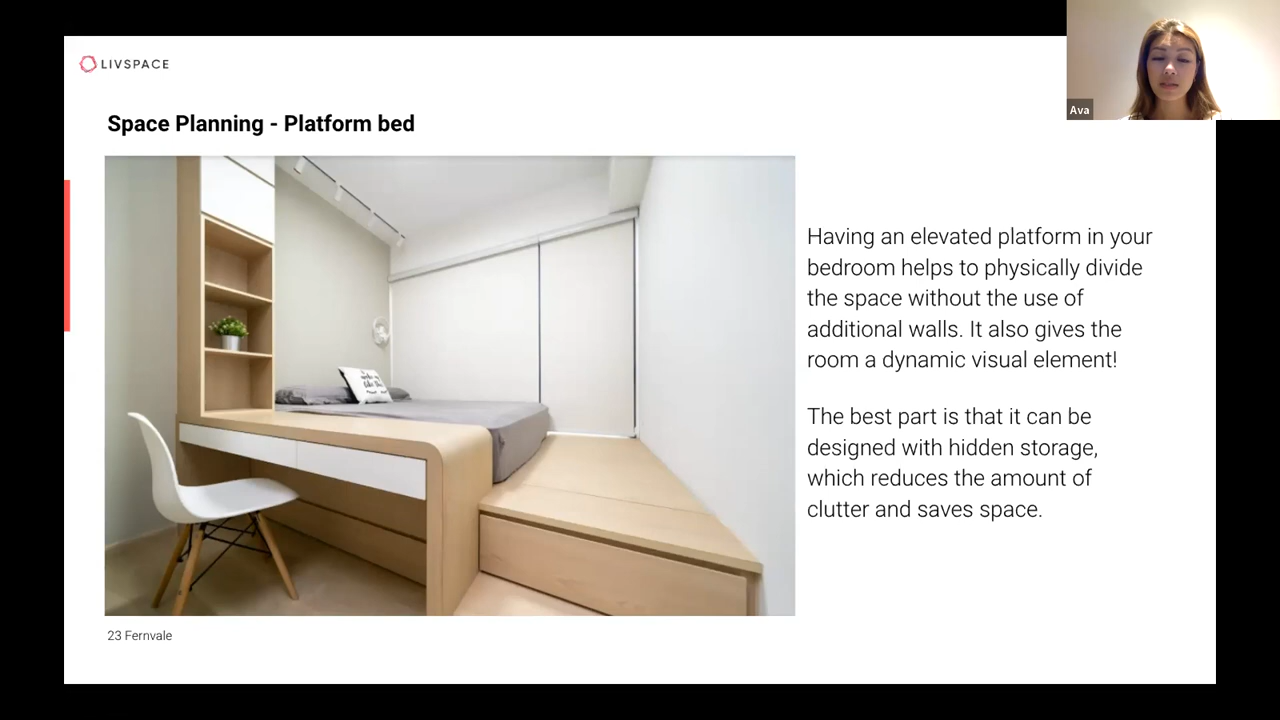 LIVSPACE
Ava
Space Planning - Platform bed
Having an elevated platform in your
bedroom helps to physically divide
the space without the use of
additional walls. It also gives the
room a dynamic visual element!
The best part is that it can be
designed with hidden storage,
which reduces the amount of
clutter and saves space.
23 Fernvale